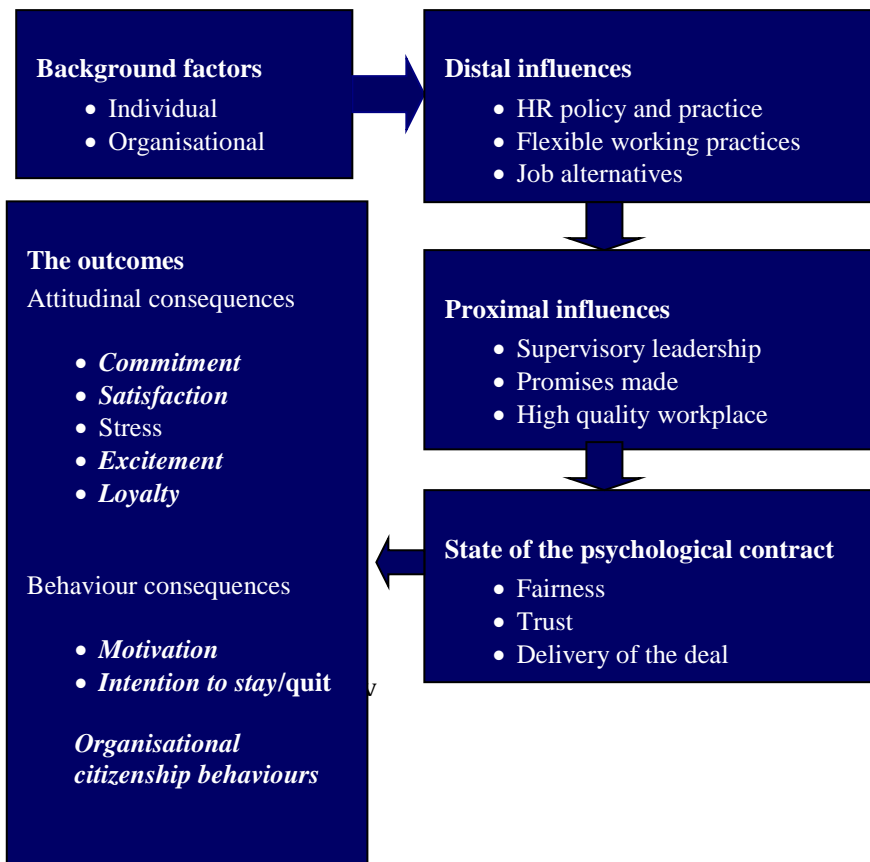 Background factors
• Individual
• Organisational
Distal influences
• HR policy and practice
• Flexible working practices
• Job alternatives
Proximal influences
• Supervisory leadership
• Promises made
• High quality workplace
State of the psychological contract
• Fairness
• Trust
• Delivery of the deal
The outcomes
Attitudinal consequences
• Commitment
• Satisfaction
• Stress
• Excitement
• Loyalty
Behaviour consequences
• Motivation
• Intention to stay/quit
Organisational
citizenship behaviours